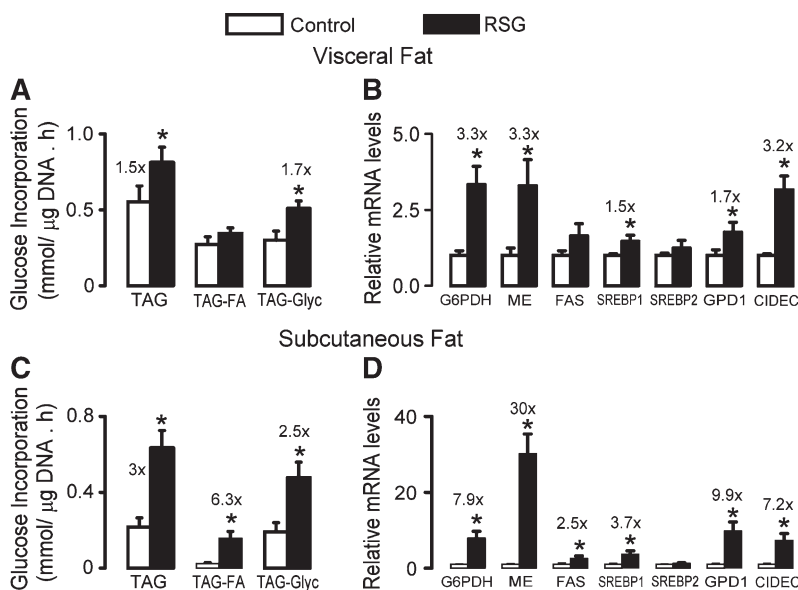 Control RSG
Visceral Fat
A
Glucose Incorporation
(mmol/ µg DNA . h)
1.0
0.5
0
1.5x
*
1.7x
*
TAG TAG-FA TAG-Glyc
B
Relative mRNA levels
5.0
2.5
0.0
3.3x
*
3.3x
*
1.5x
*
1.7x
*
3.2x
*
G6PDH ME FAS SREBP1 SREBP2 GPD1 CIDEC
Subcutaneous Fat
C
Glucose Incorporation
(mmol/ µg DNA . h)
0.8
0.4
0
3x
*
6.3x
*
2.5x
*
TAG TAG-FA TAG-Glyc
D
Relative mRNA levels
40
20
0
7.9x
*
30x
*
2.5x
*
3.7x
*
9.9x
*
7.2x
*
G6PDH ME FAS SREBP1 SREBP2 GPD1 CIDEC